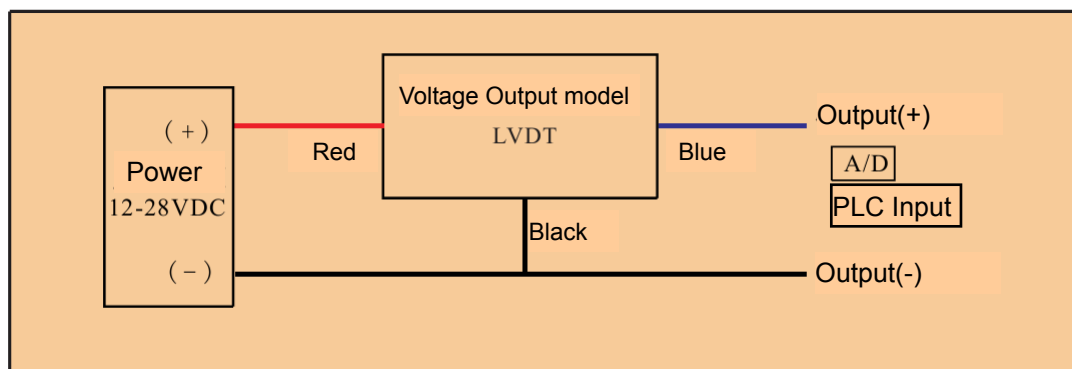 Voltage Output model
LVDT
(+)
Power
12-28VDC
(−)
Red
Blue
Black
Output(+)
A/D
PLC Input
Output(-)